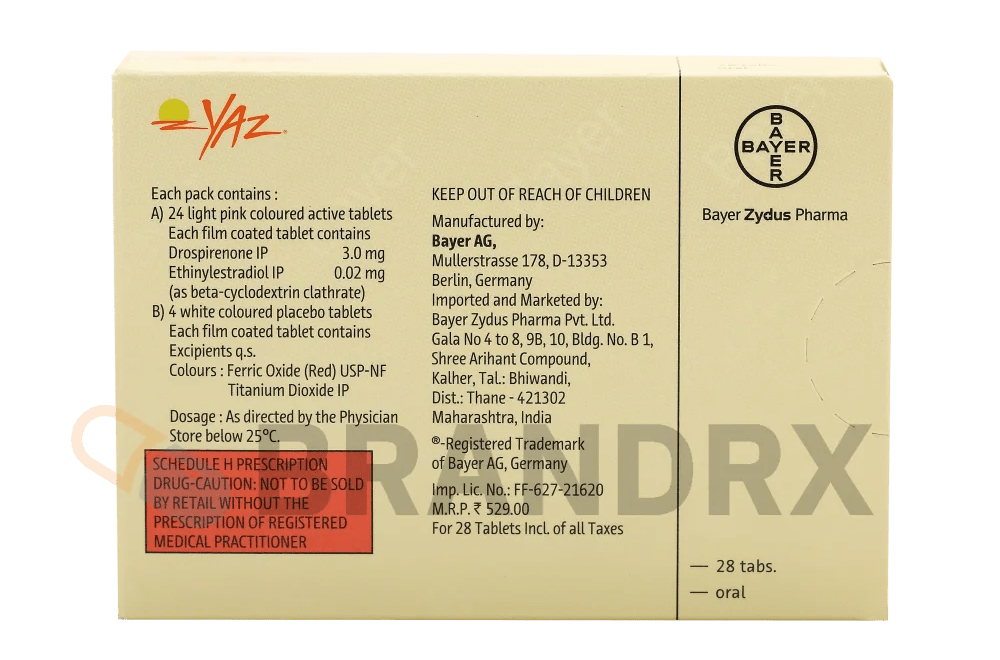 YAZ®
Each pack contains :
A) 24 light pink coloured active tablets
Each film coated tablet contains
Drospirenone IP 3.0 mg
Ethinylestradiol IP 0.02 mg
(as beta-cyclodextrin clathrate)
B) 4 white coloured placebo tablets
Each film coated tablet contains
Excipients q.s.
Colours : Ferric Oxide (Red) USP-NF
Titanium Dioxide IP
Dosage : As directed by the Physician
Store below 25°C.
SCHEDULE H PRESCRIPTION
DRUG-CAUTION: NOT TO BE SOLD
BY RETAIL WITHOUT THE
PRESCRIPTION OF REGISTERED
MEDICAL PRACTITIONER
KEEP OUT OF REACH OF CHILDREN
Manufactured by:
Bayer AG,
Mullerstrasse 178, D-13353
Berlin, Germany
Imported and Marketed by:
Bayer Zydus Pharma Pvt. Ltd.
Gala No 4 to 8, 9B, 10, Bldg. No. B 1,
Shree Arihant Compound,
Kalher, Tal.: Bhiwandi,
Dist.: Thane - 421302
Maharashtra, India
®-Registered Trademark
of Bayer AG, Germany
Imp. Lic. No.: FF-627-21620
M.R.P. ₹ 529.00
For 28 Tablets Incl. of all Taxes
BAYER
BAYER
Bayer Zydus Pharma
— 28 tabs.
— oral
BRANDRX